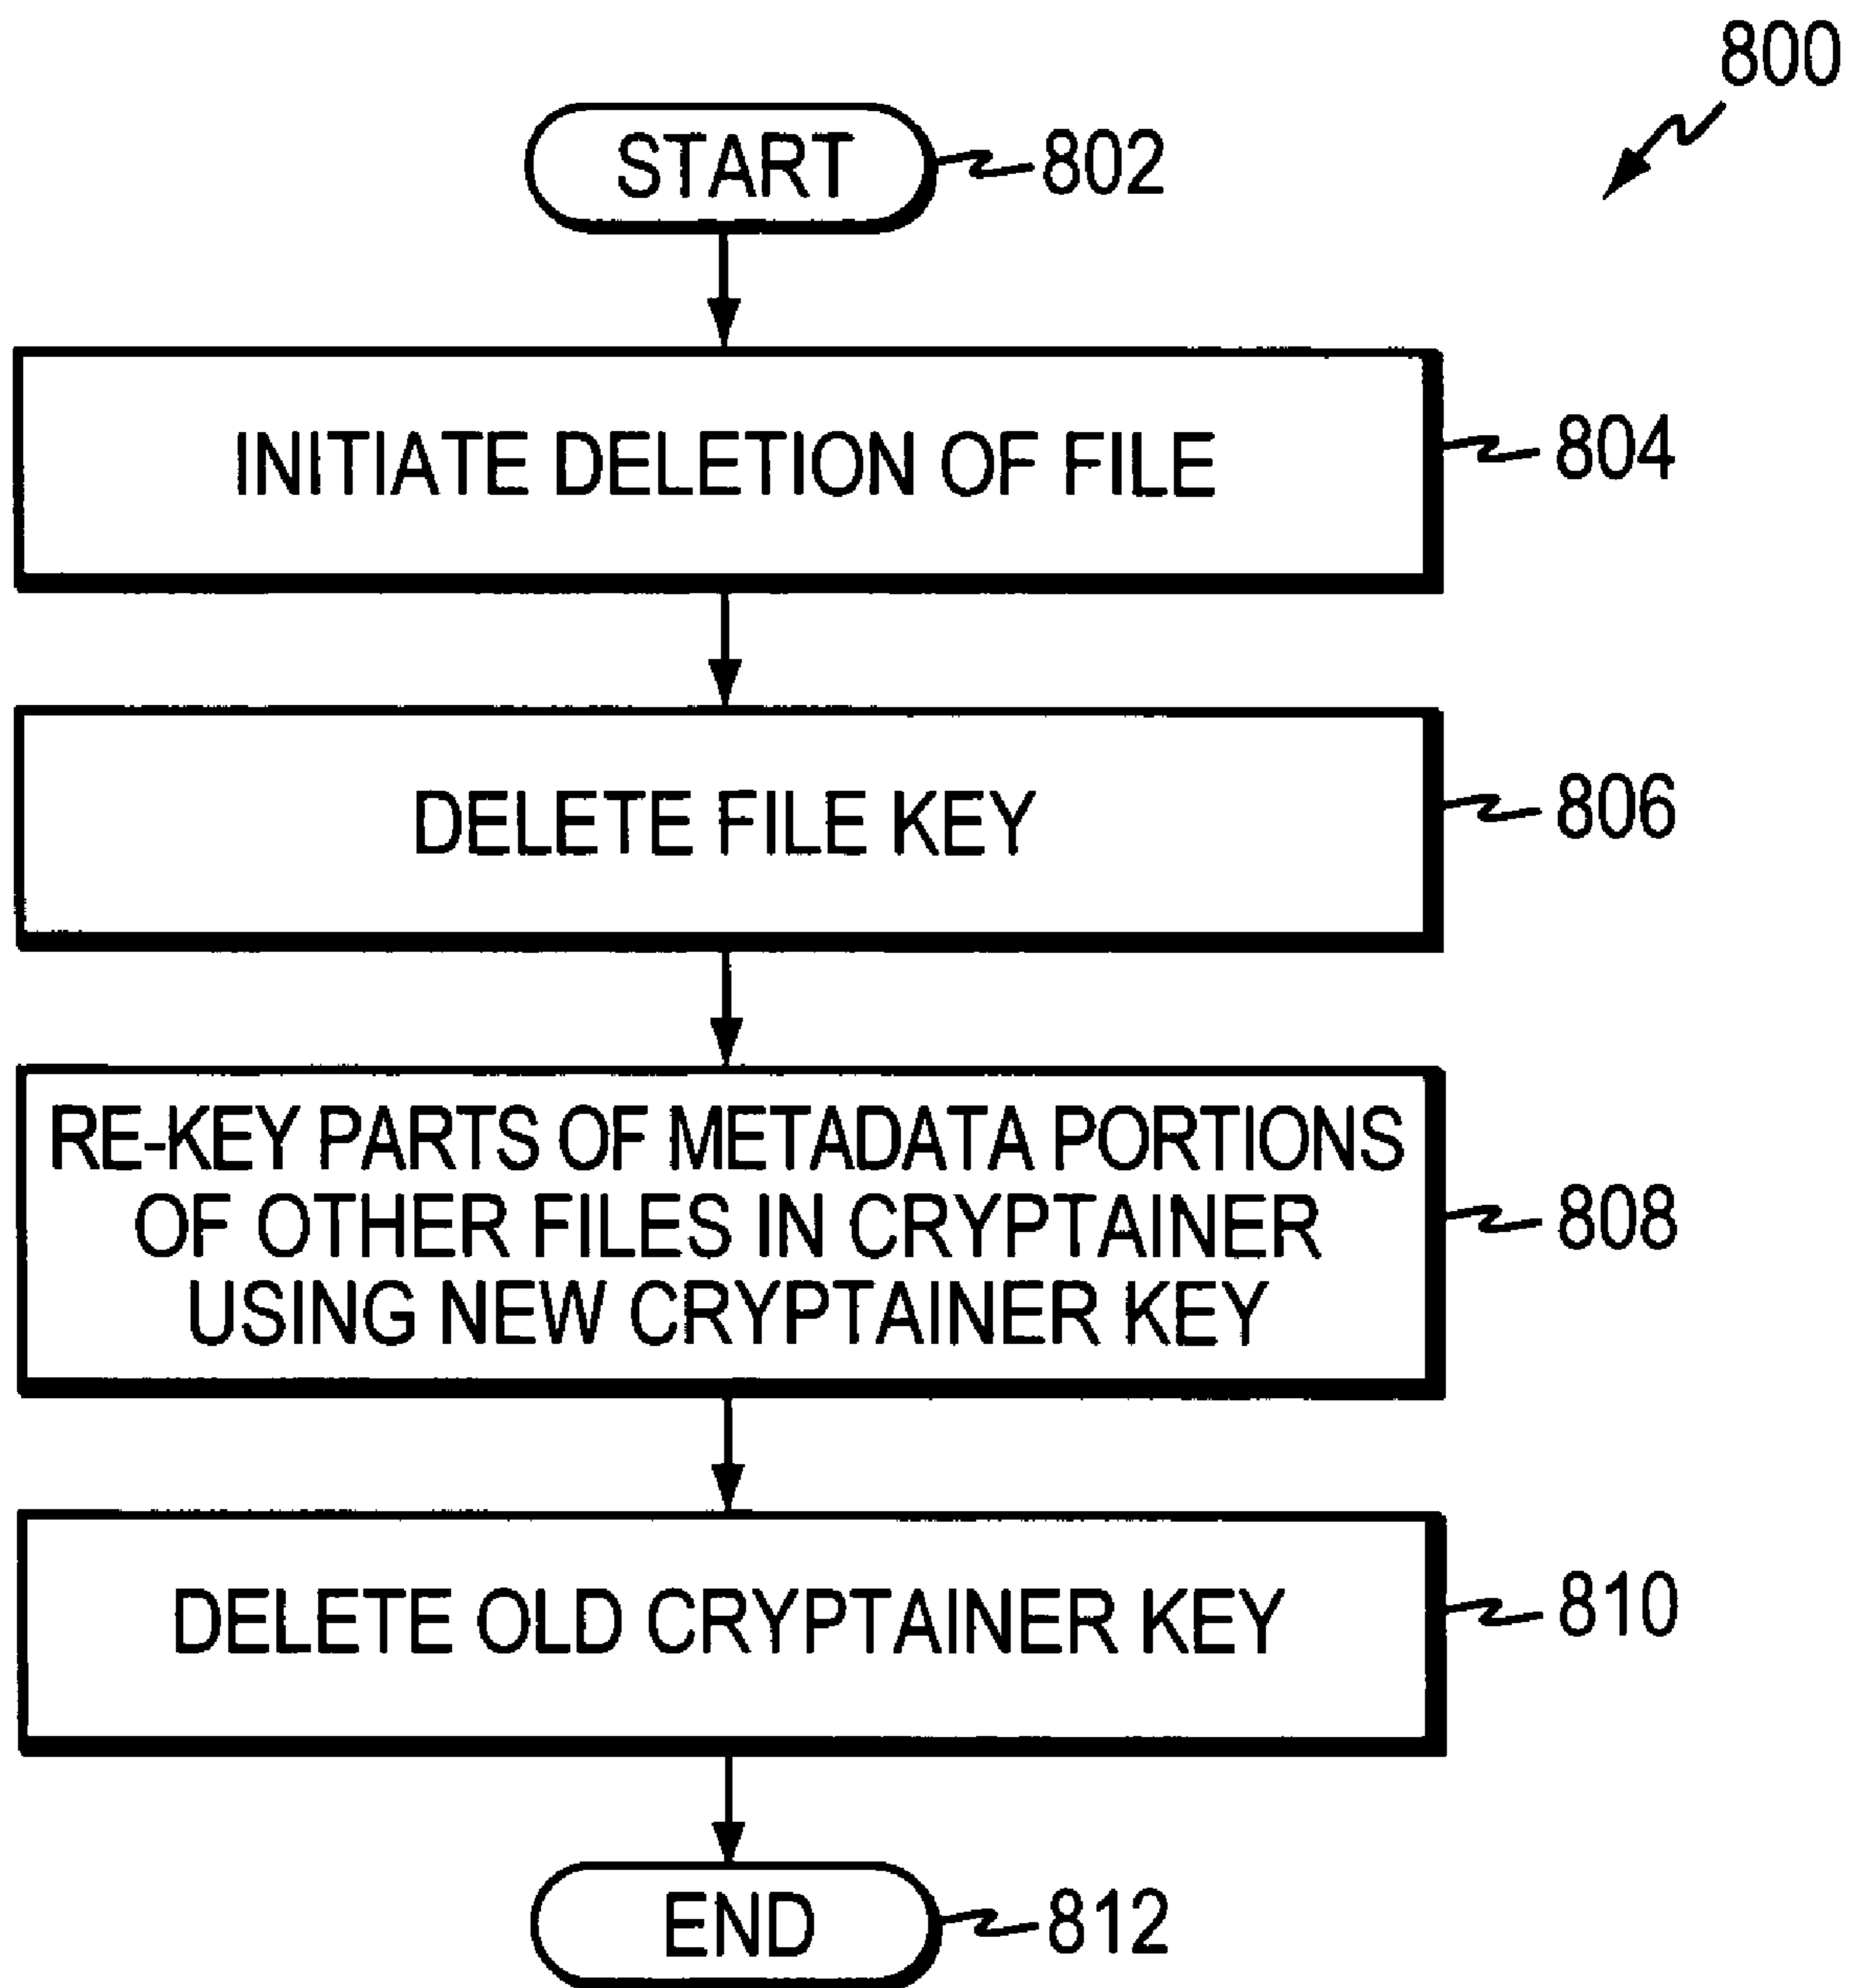 800
START
802
INITIATE DELETION OF FILE
804
DELETE FILE KEY
806
RE-KEY PARTS OF METADATA PORTIONS
OF OTHER FILES IN CRYPTAINER
USING NEW CRYPTAINER KEY
808
DELETE OLD CRYPTAINER KEY
810
END
812